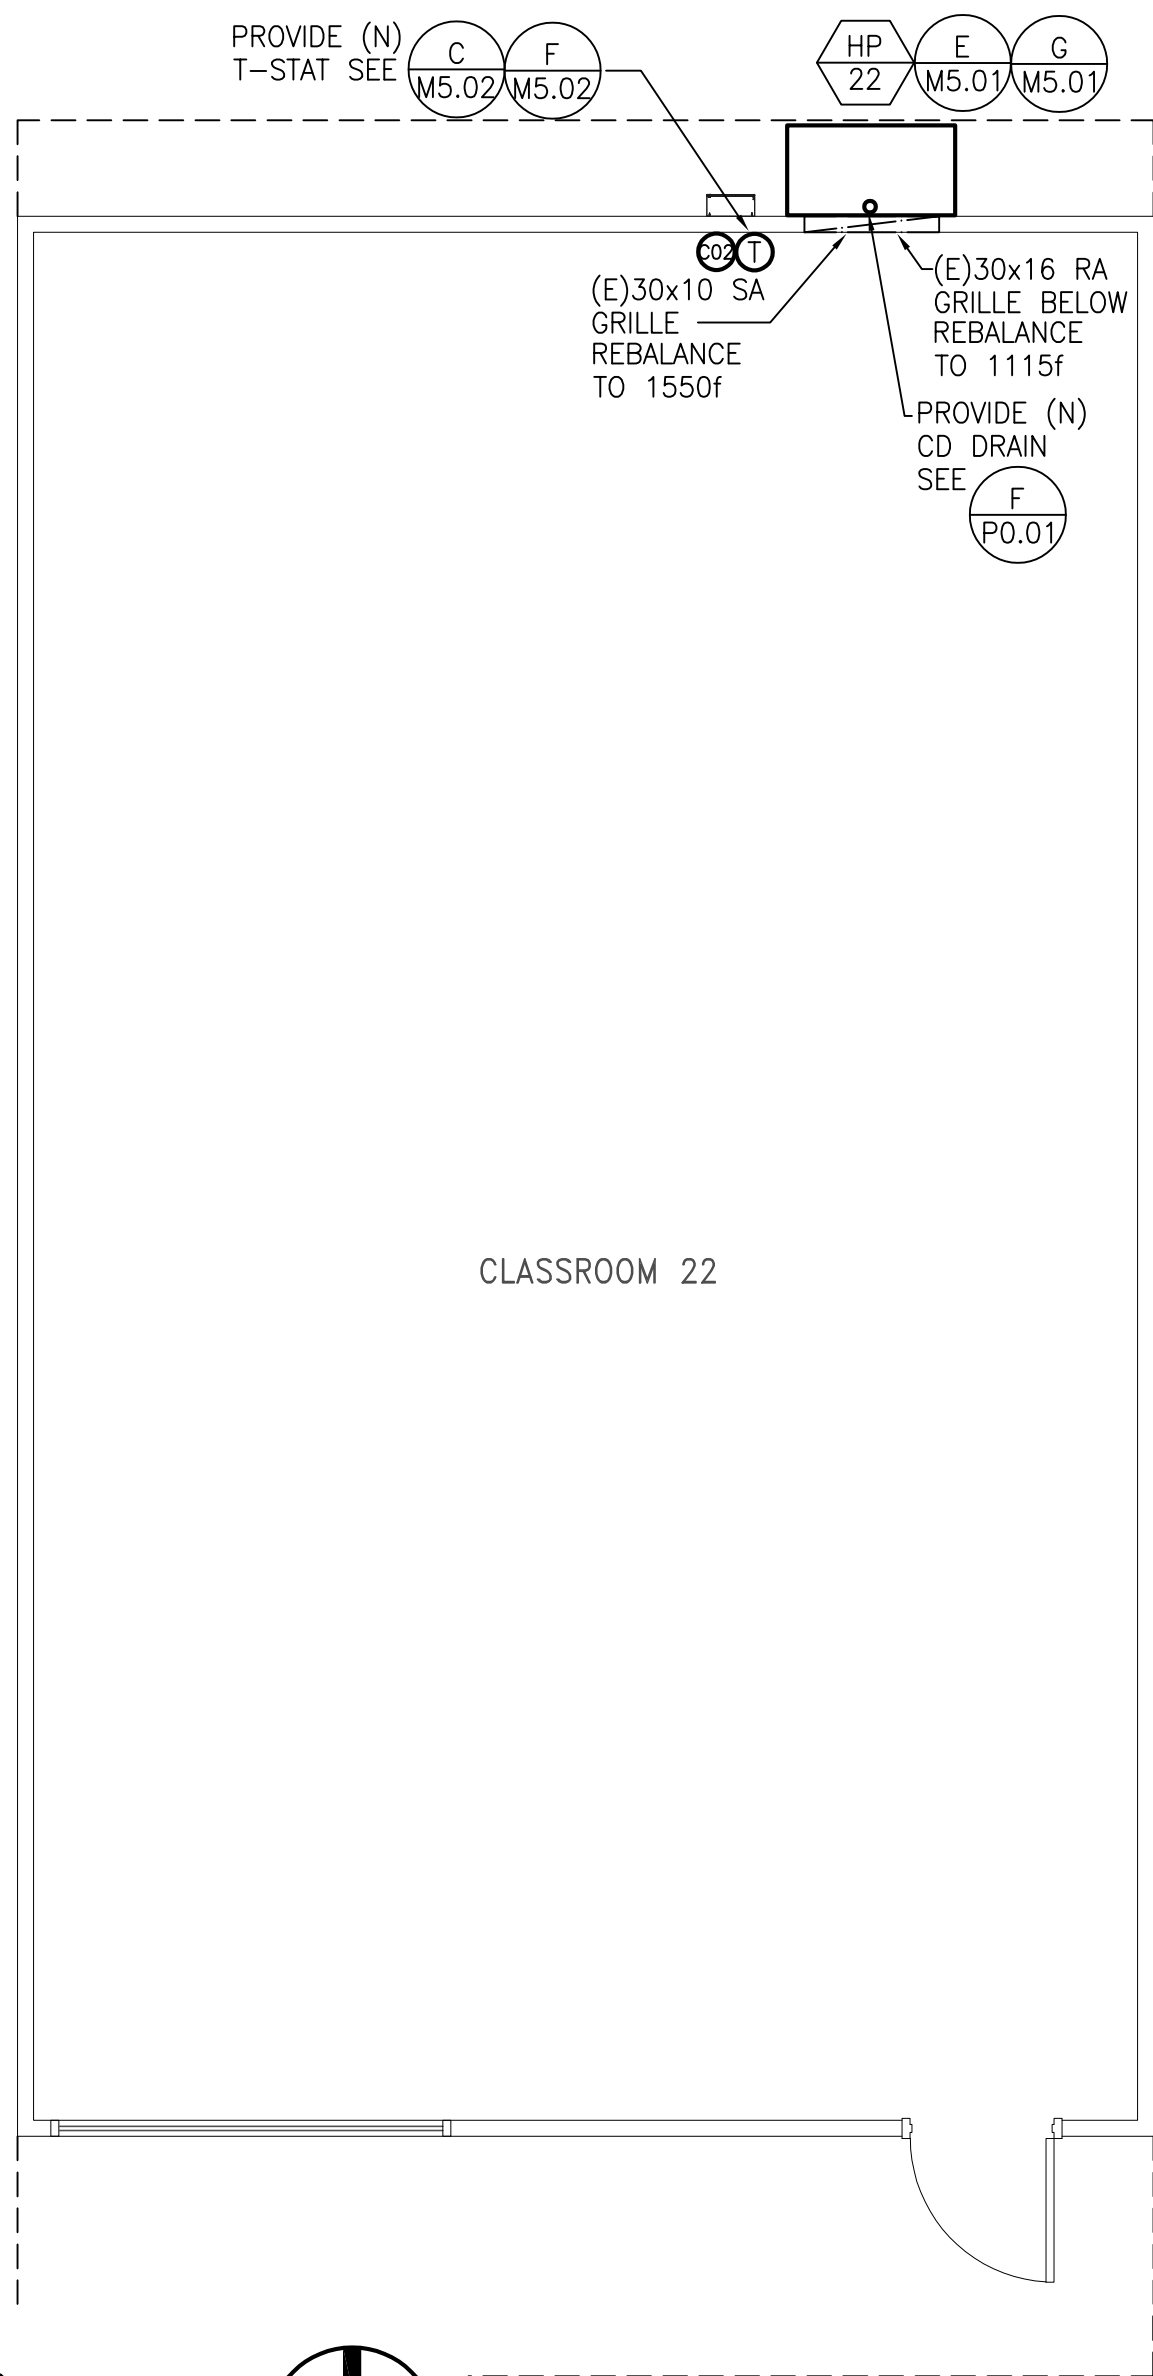 PROVIDE (N)
T-STAT SEE
C
M5.02
F
M5.02
HP
22
E
M5.01
G
M5.01
CO2
T
(E)30x10 SA
GRILLE
REBALANCE
TO 1550f
(E)30x16 RA
GRILLE BELOW
REBALANCE
TO 1115f
PROVIDE (N)
CD DRAIN
SEE
F
P0.01
CLASSROOM 22